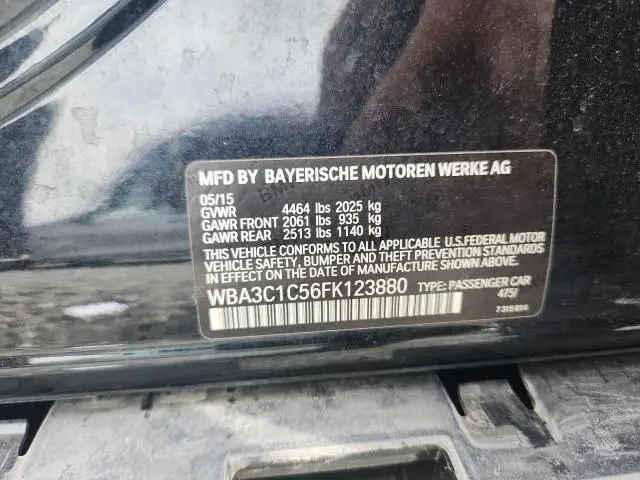 MFD BY BAYERISCHE MOTOREN WERKE AG
05/15
GVWR 4464 lbs 2025 kg
GAWR FRONT 2061 lbs 935 kg
GAWR REAR 2513 lbs 1140 kg
THIS VEHICLE CONFORMS TO ALL APPLICABLE U.S.FEDERAL MOTOR
VEHICLE SAFETY, BUMPER AND THEFT PREVENTION STANDARDS
IN EFFECT ON THE DATE OF MANUFACTURE SHOWN ABOVE.
WBA3C1C56FK123880 TYPE: PASSENGER CAR
475/
7315814